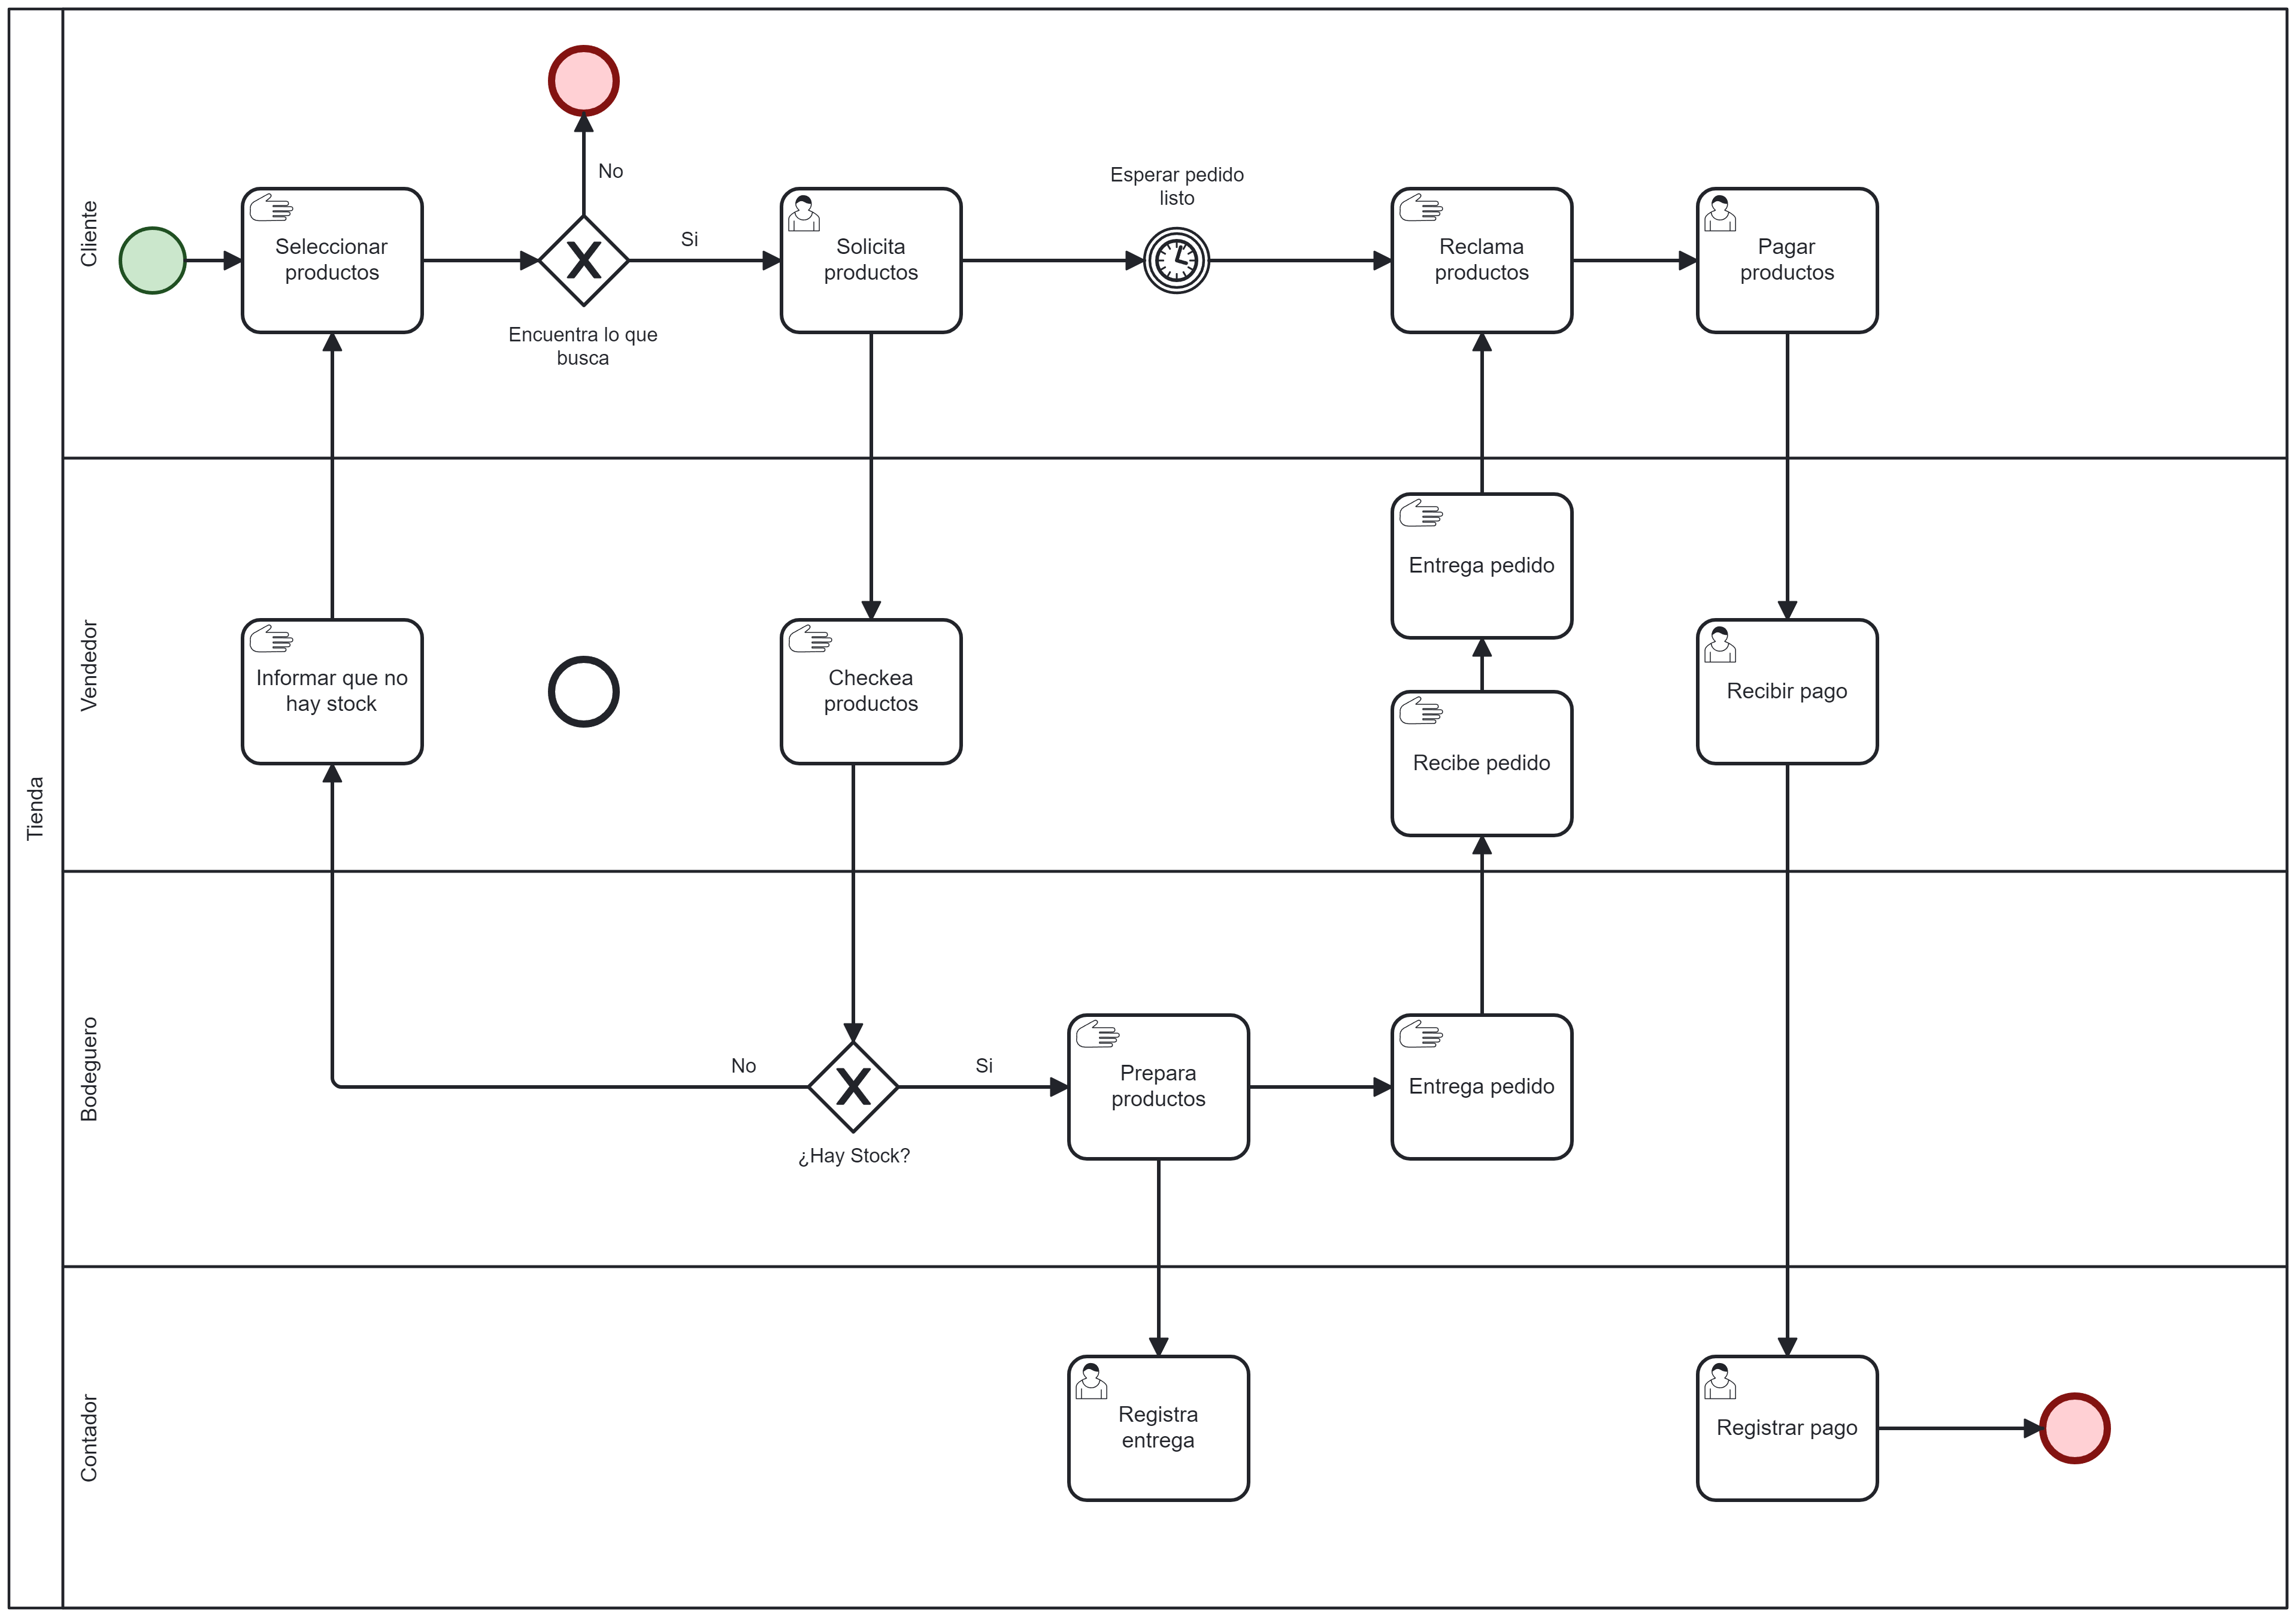 Tienda
Cliente
No
Seleccionar
productos
Encuentra lo que
busca
Si
Solicita
productos
Esperar pedido
listo
Reclama
productos
Pagar
productos
Vendedor
Informar que no
hay stock
Checkea
productos
Entrega pedido
Recibe pedido
Recibir pago
Bodeguero
No
¿Hay Stock?
Si
Prepara
productos
Entrega pedido
Contador
Registra
entrega
Registrar pago